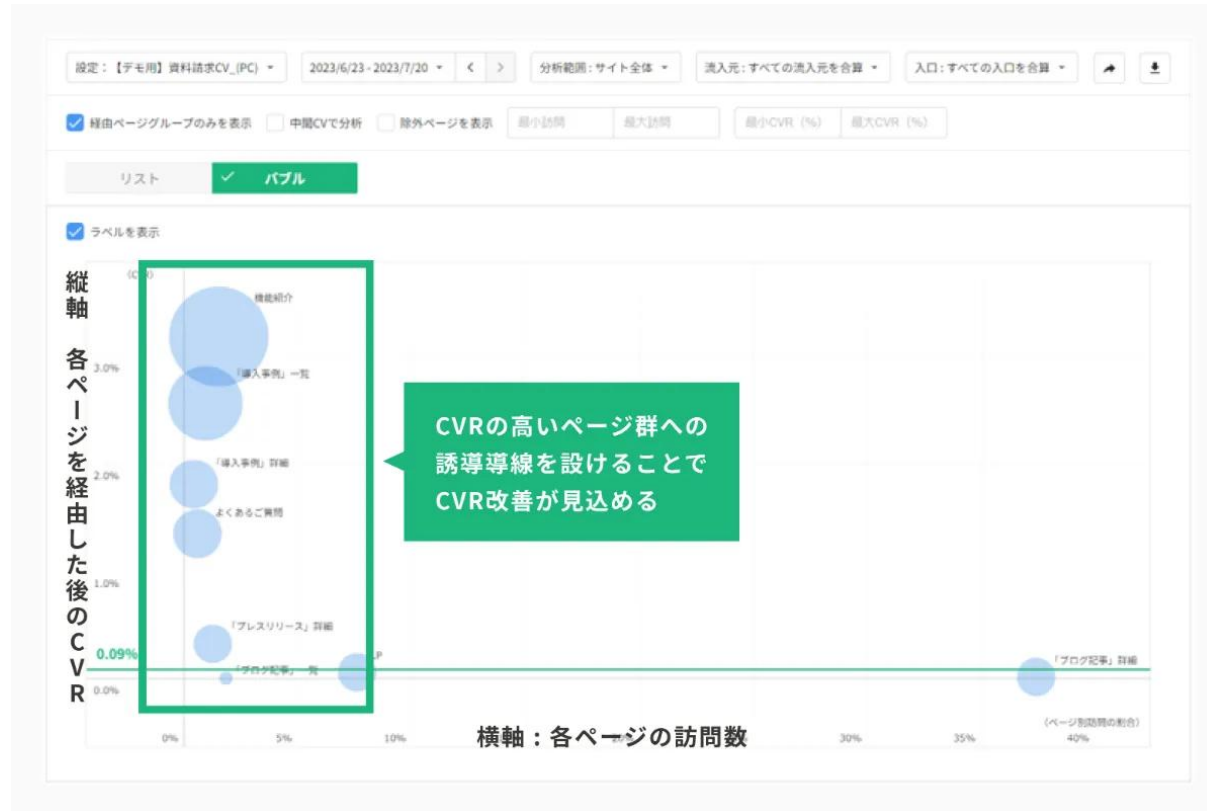 設定：【デモ用】資料請求CV_(PC)
2023/6/23 - 2023/7/20
分析範囲：サイト全体
流入元：すべての流入元を合算
入口：すべての入口を合算
経由ページグループのみを表示
中間CVで分析
除外ページを表示
最小訪問
最大訪問
最小CVR（%）
最大CVR（%）
リスト
バブル
ラベルを表示
縦軸 各ページを経由した後のCVR
機能紹介
3.0%
「導入事例」一覧
CVRの高いページ群への
誘導導線を設けることで
CVR改善が見込める
「導入事例」詳細
2.0%
よくあるご質問
1.0%
「プレスリリース」詳細
0.09%
LP
「ブログ記事」詳細
「ブログ記事」一覧
0.0%
（ページ別訪問の割合）
横軸：各ページの訪問数
0%
5%
10%
30%
35%
40%